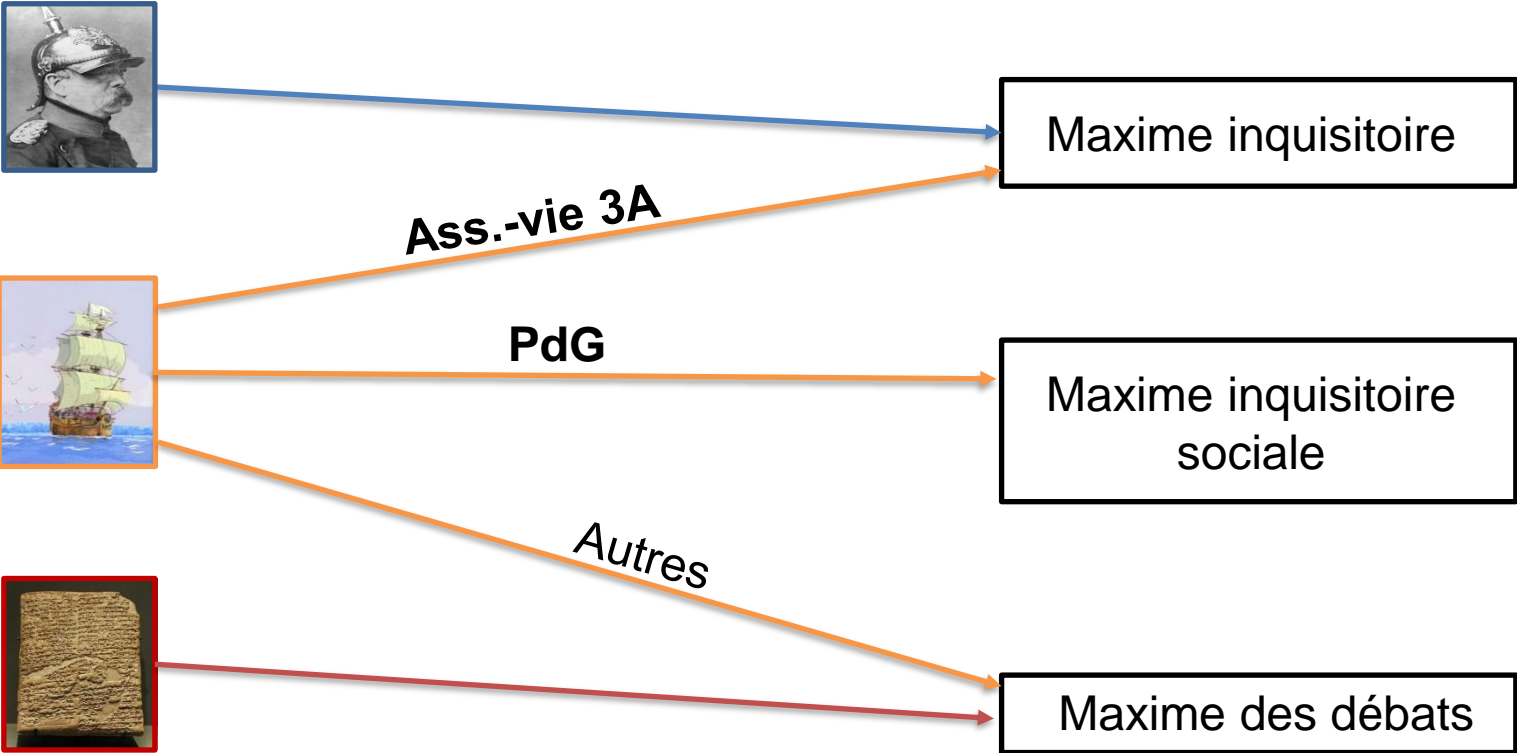 Maxime inquisitoire
Ass.-vie 3A
PdG
Maxime inquisitoire
sociale
Autres
Maxime des débats